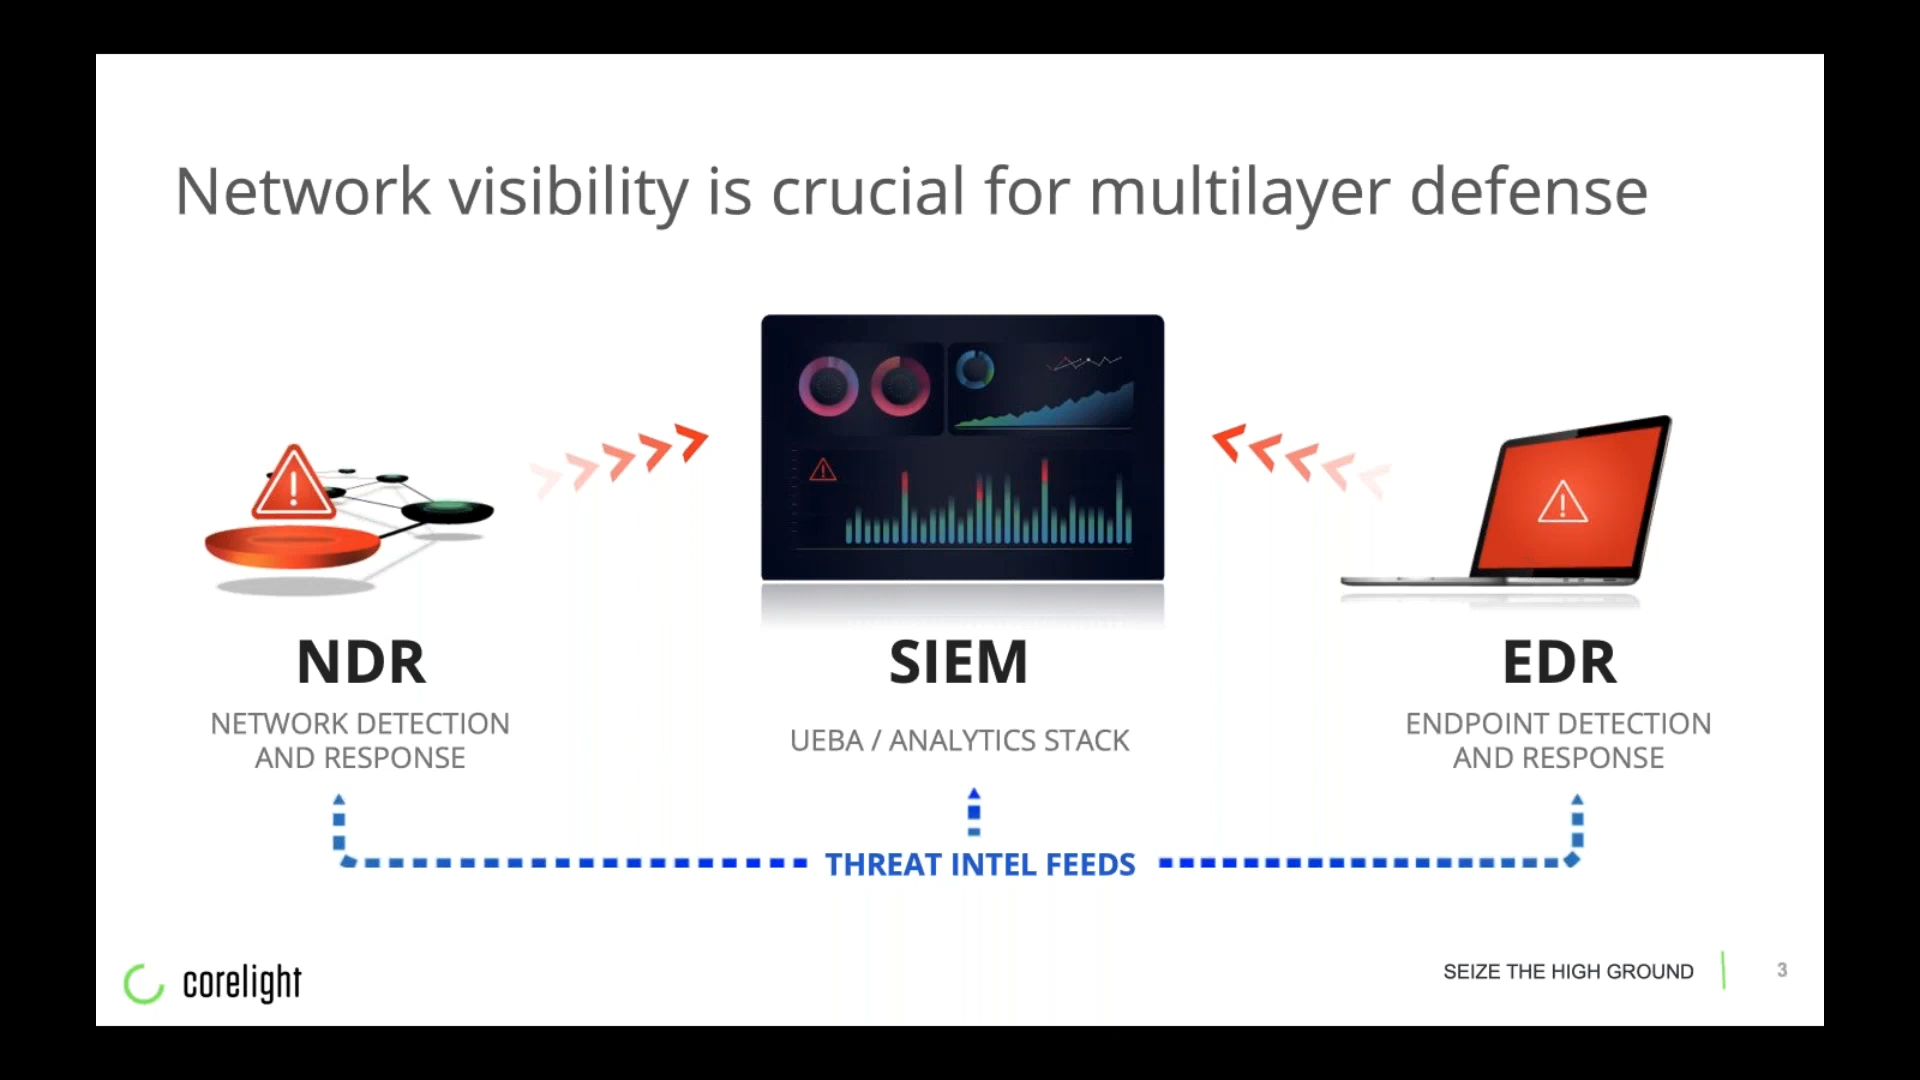 Network visibility is crucial for multilayer defense
NDR
NETWORK DETECTION
AND RESPONSE
SIEM
UEBA / ANALYTICS STACK
EDR
ENDPOINT DETECTION
AND RESPONSE
THREAT INTEL FEEDS
corelight
SEIZE THE HIGH GROUND
3